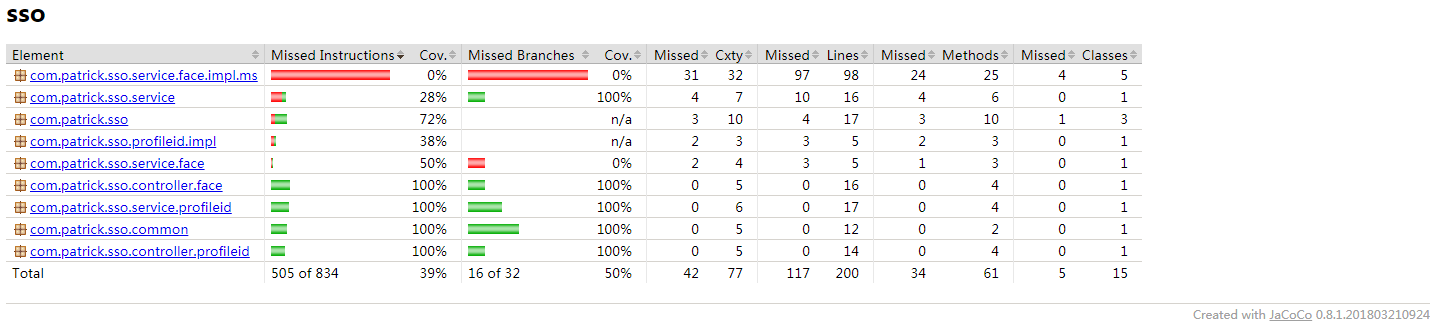 sso
Element Missed Instructions Cov. Missed Branches Cov. Missed Cxty Missed Lines Missed Methods Missed Classes
com.patrick.sso.service.face.impl.ms 0% 0% 31 32 97 98 24 25 4 5
com.patrick.sso.service 28% 100% 4 7 10 16 4 6 0 1
com.patrick.sso 72% n/a 3 10 4 17 3 10 1 3
com.patrick.sso.profileid.impl 38% n/a 2 3 3 5 2 3 0 1
com.patrick.sso.service.face 50% 0% 2 4 3 5 1 3 0 1
com.patrick.sso.controller.face 100% 100% 0 5 0 16 0 4 0 1
com.patrick.sso.service.profileid 100% 100% 0 6 0 17 0 4 0 1
com.patrick.sso.common 100% 100% 0 5 0 12 0 2 0 1
com.patrick.sso.controller.profileid 100% 100% 0 5 0 14 0 4 0 1
Total 505 of 834 39% 16 of 32 50% 42 77 117 200 34 61 5 15
Created with JaCoCo 0.8.1.201803210924